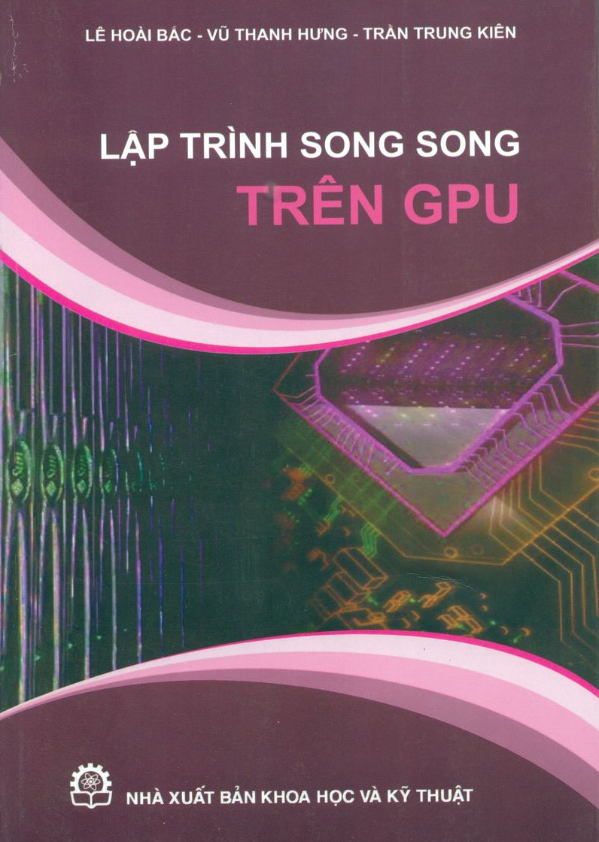 LÊ HOÀI BẮC - VŨ THANH HƯNG - TRẦN TRUNG KIÊN
LẬP TRÌNH SONG SONG
TRÊN GPU
NHÀ XUẤT BẢN KHOA HỌC VÀ KỸ THUẬT